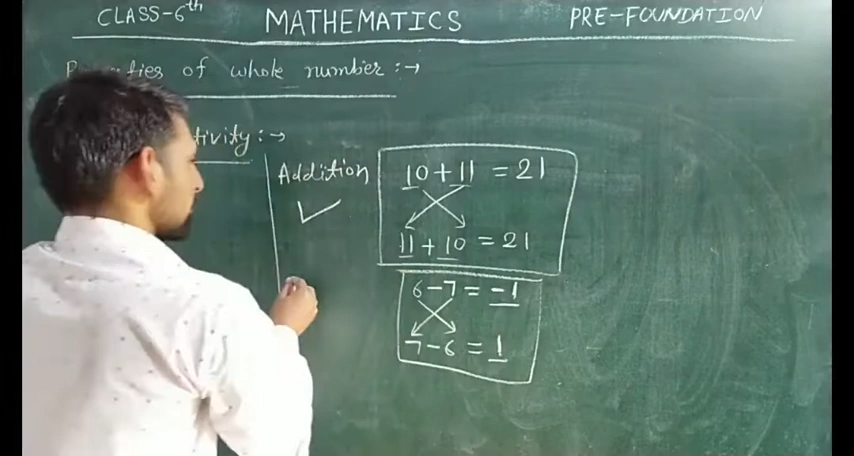 CLASS-6th MATHEMATICS PRE-FOUNDATION
of whole number :→
tivity :→
Addition 10 + 11 = 21
✓
11 + 10 = 21
6 - 7 = -1
7 - 6 = 1